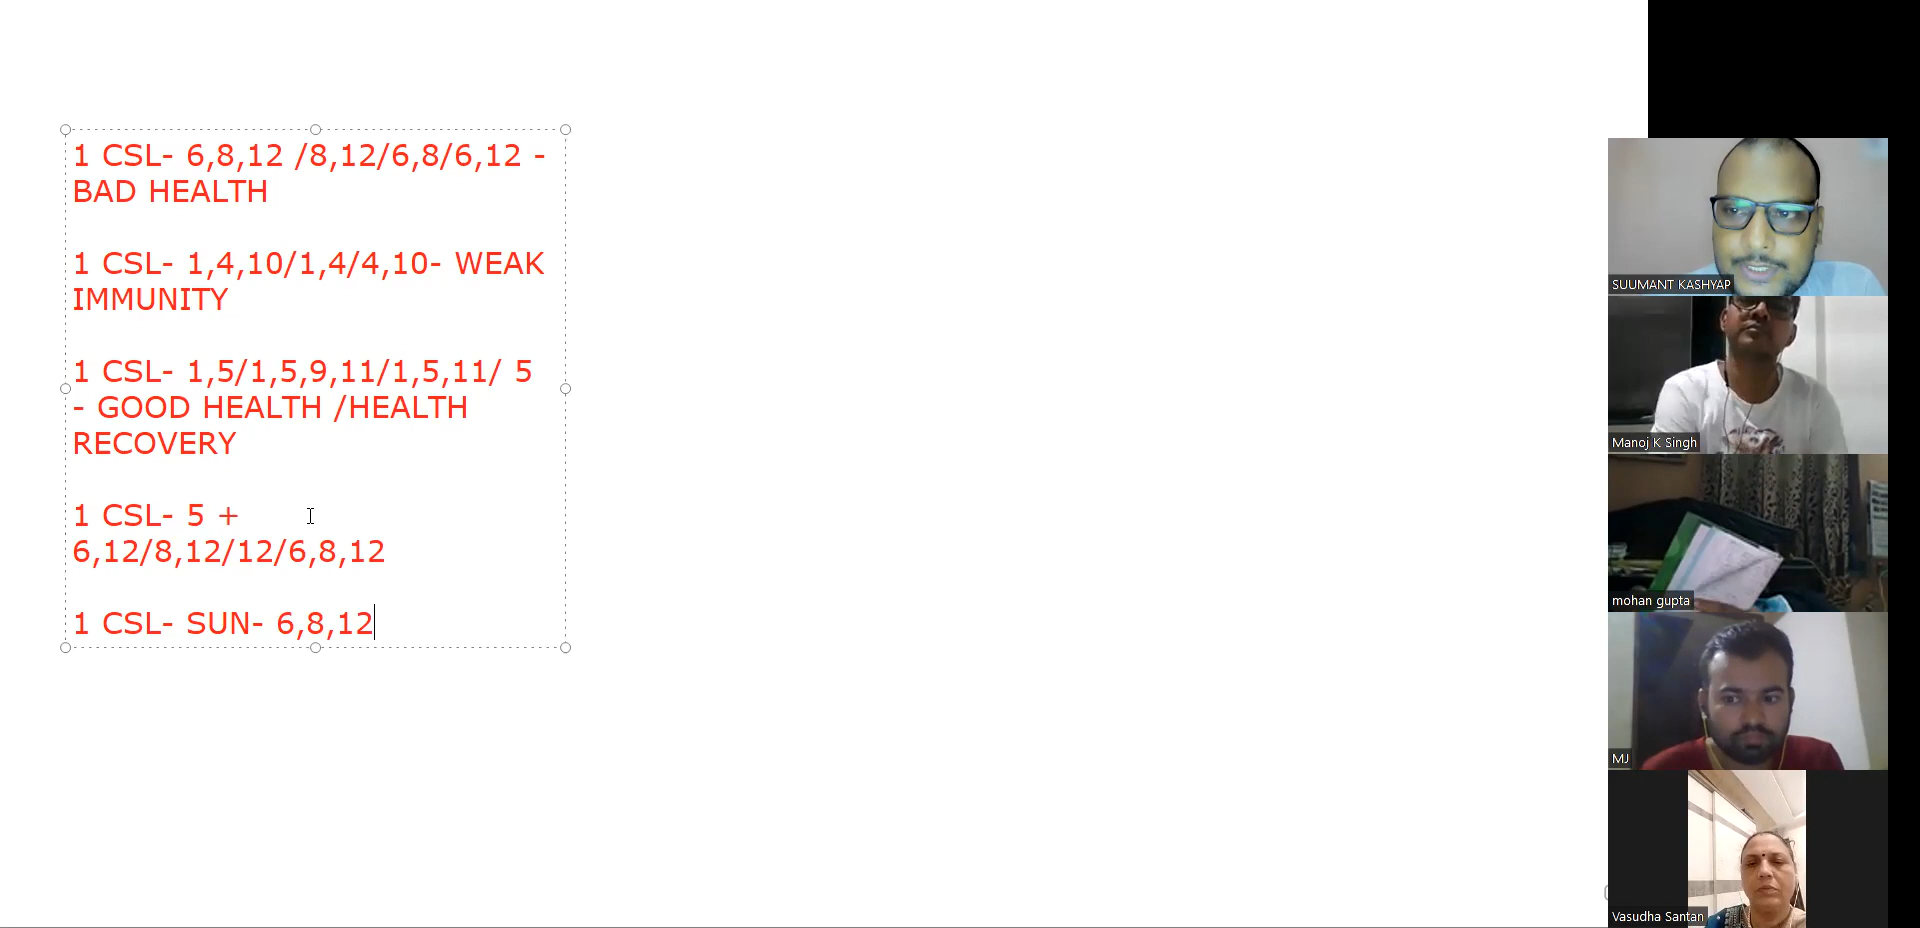 1 CSL- 6,8,12 /8,12/6,8/6,12 -
BAD HEALTH
1 CSL- 1,4,10/1,4/4,10- WEAK
IMMUNITY
1 CSL- 1,5/1,5,9,11/1,5,11/ 5
- GOOD HEALTH /HEALTH
RECOVERY
1 CSL- 5 +
6,12/8,12/12/6,8,12
1 CSL- SUN- 6,8,12
SUUMANT KASHYAP
Manoj K Singh
mohan gupta
MJ
Vasudha Santan